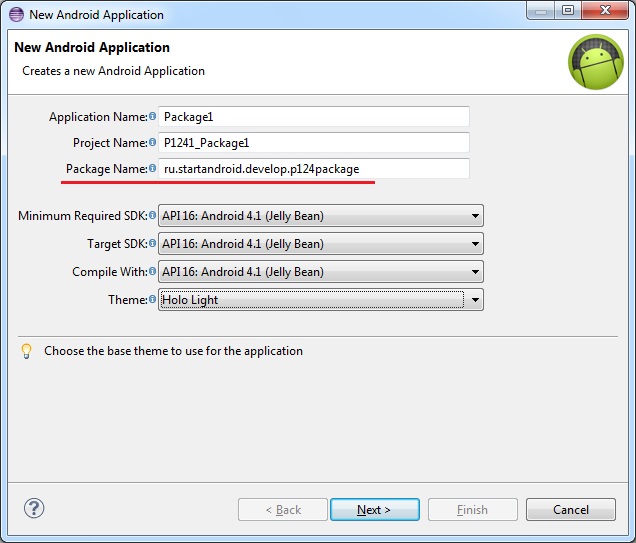 New Android Application
New Android Application
Creates a new Android Application
Application Name: Package1
Project Name: P1241_Package1
Package Name: ru.startandroid.develop.p124package
Minimum Required SDK: API 16: Android 4.1 (Jelly Bean)
Target SDK: API 16: Android 4.1 (Jelly Bean)
Compile With: API 16: Android 4.1 (Jelly Bean)
Theme: Holo Light
Choose the base theme to use for the application
< Back Next > Finish Cancel